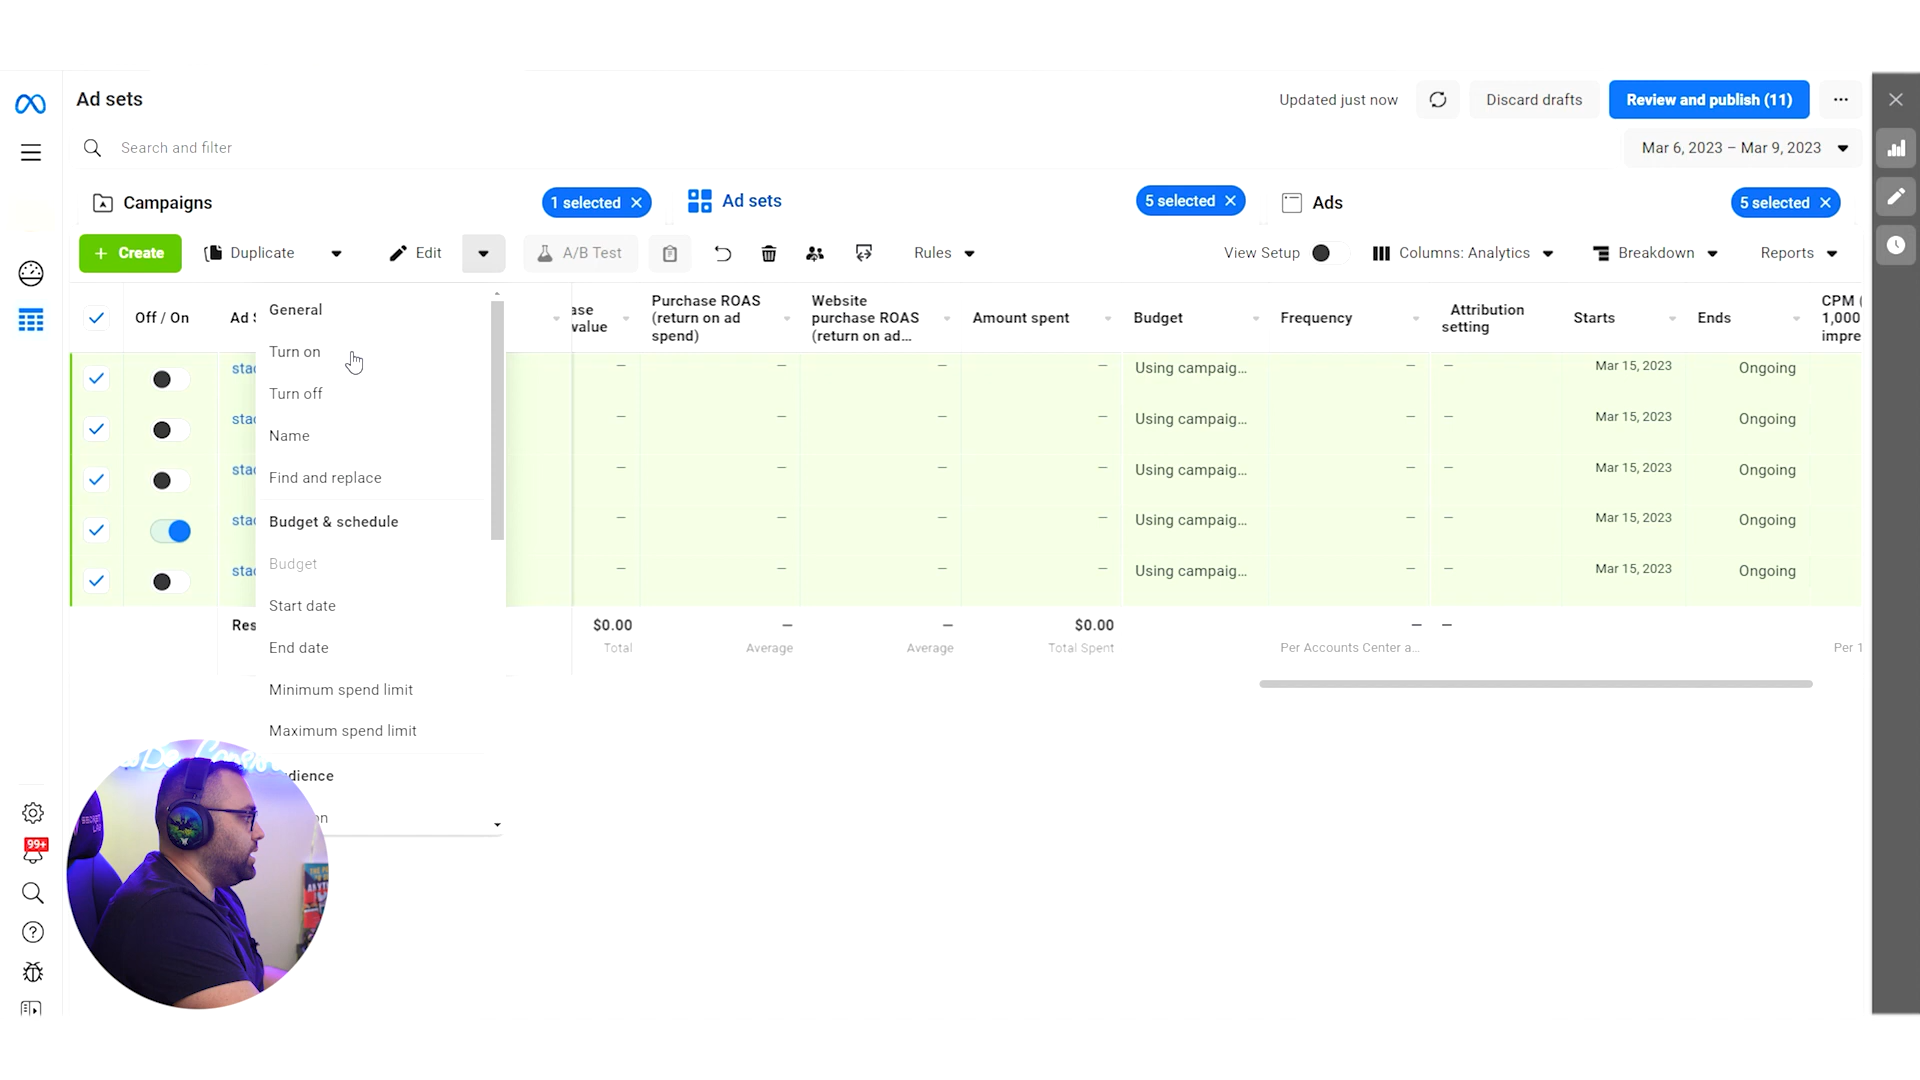 Ad sets
Updated just now
Discard drafts
Review and publish (11)
Search and filter
Mar 6, 2023 – Mar 9, 2023
Campaigns
1 selected
Ad sets
5 selected
Ads
5 selected
+ Create
Duplicate
Edit
A/B Test
Rules
View Setup
Columns: Analytics
Breakdown
Reports
Off / On
Ad S
value
Purchase ROAS
(return on ad
spend)
Website
purchase ROAS
(return on ad...
Amount spent
Budget
Frequency
Attribution
setting
Starts
Ends
CPM (
1,000
impre
General
Turn on
Turn off
Name
Find and replace
Budget & schedule
Budget
Start date
End date
Minimum spend limit
Maximum spend limit
– – – – Using campaig... – – Mar 15, 2023 Ongoing
– – – – Using campaig... – – Mar 15, 2023 Ongoing
– – – – Using campaig... – – Mar 15, 2023 Ongoing
– – – – Using campaig... – – Mar 15, 2023 Ongoing
– – – – Using campaig... – – Mar 15, 2023 Ongoing
Res
$0.00 – – $0.00 – –
Total
Average
Average
Total Spent
Per Accounts Center a...
Per 1
99+